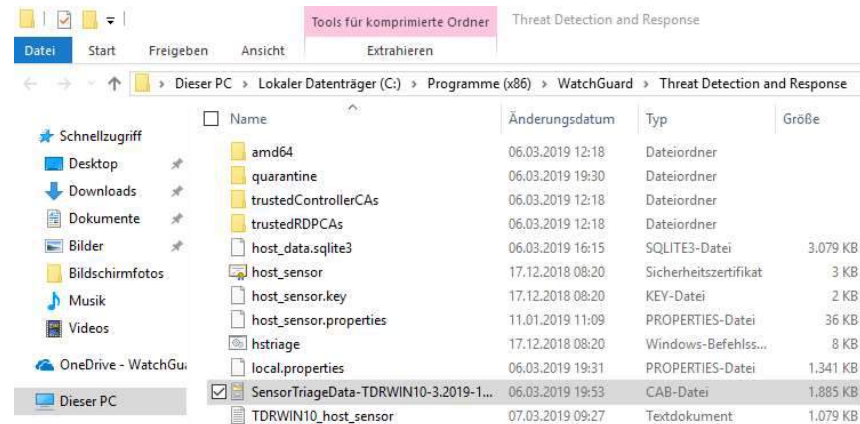 Tools für komprimierte Ordner Threat Detection and Response
Datei Start Freigeben Ansicht Extrahieren
Dieser PC > Lokaler Datenträger (C:) > Programme (x86) > WatchGuard > Threat Detection and Response
Name Änderungsdatum Typ Größe
Schnellzugriff
Desktop
Downloads
Dokumente
Bilder
Bildschirmfotos
Musik
Videos
OneDrive - WatchGu
Dieser PC
amd64 06.03.2019 12:18 Dateiordner
quarantine 06.03.2019 19:30 Dateiordner
trustedControllerCAs 06.03.2019 12:18 Dateiordner
trustedRDPCAs 06.03.2019 12:18 Dateiordner
host_data.sqlite3 06.03.2019 16:15 SQLITE3-Datei 3.079 KB
host_sensor 17.12.2018 08:20 Sicherheitszertifikat 3 KB
host_sensor.key 17.12.2018 08:20 KEY-Datei 2 KB
host_sensor.properties 11.01.2019 11:09 PROPERTIES-Datei 36 KB
hstriage 17.12.2018 08:20 Windows-Befehlss... 8 KB
local.properties 06.03.2019 19:31 PROPERTIES-Datei 1.341 KB
SensorTriageData-TDRWIN10-3.2019-1... 06.03.2019 19:53 CAB-Datei 1.885 KB
TDRWIN10_host_sensor 07.03.2019 09:27 Textdokument 1.079 KB